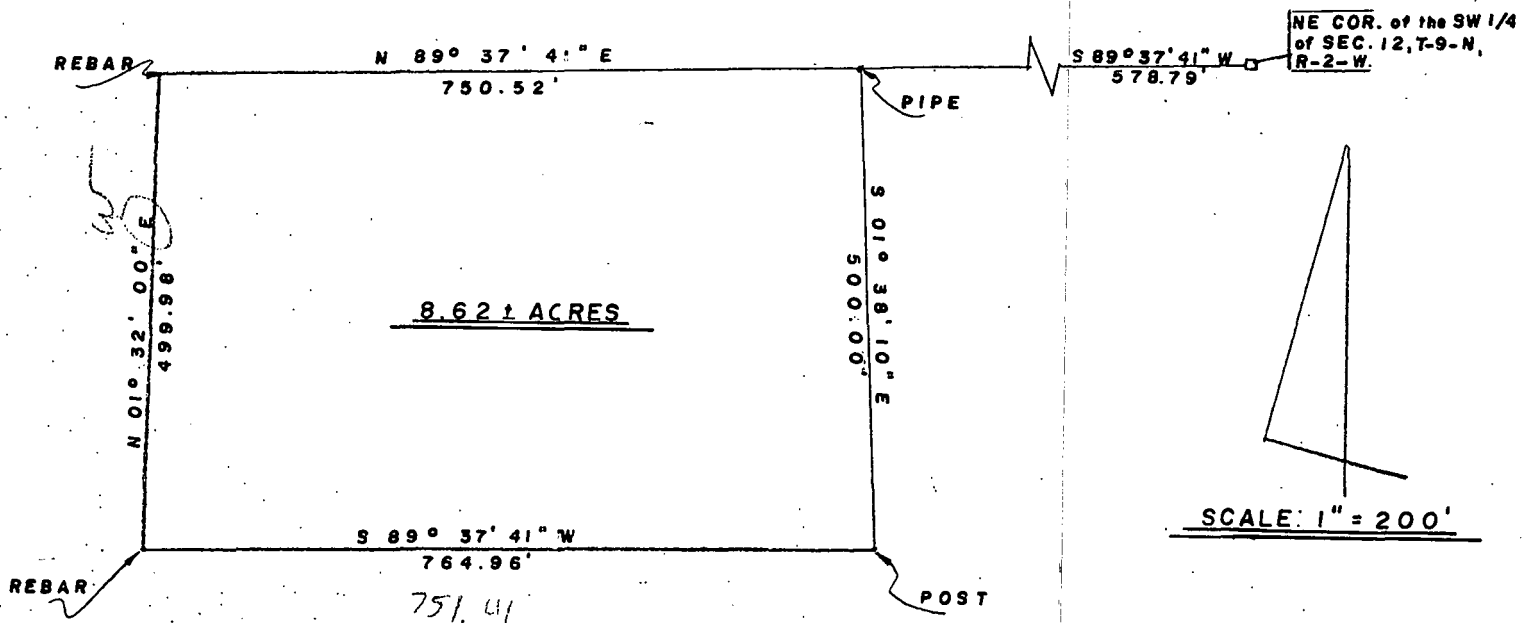 NE COR. of the SW 1/4
of SEC. 12, T-9-N,
R-2-W.
REBAR
N 89° 37' 41" E
750.52'
S 89° 37' 41" W
578.79'
PIPE
W
N 01° 32' 00" E
499.98'
S 01° 38' 10" E
500.00'
8.62 ± ACRES
SCALE: 1" = 200'
S 89° 37' 41" W
764.96'
REBAR
POST
751.41